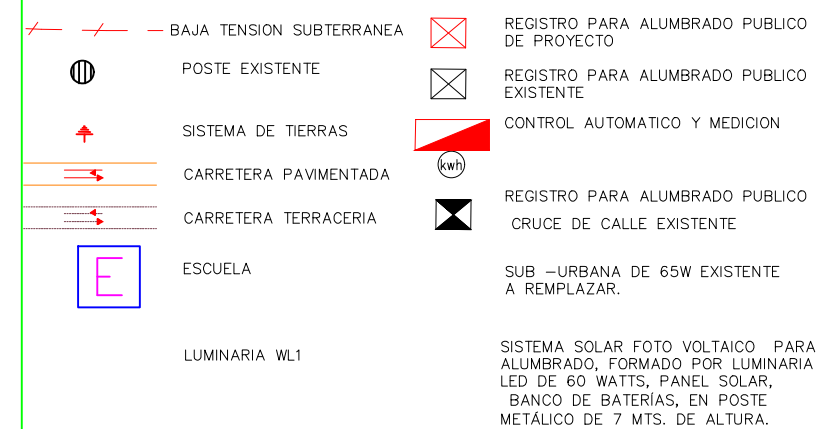 BAJA TENSION SUBTERRANEA
POSTE EXISTENTE
SISTEMA DE TIERRAS
CARRETERA PAVIMENTADA
CARRETERA TERRACERIA
E
ESCUELA
LUMINARIA WL1
REGISTRO PARA ALUMBRADO PUBLICO
DE PROYECTO
REGISTRO PARA ALUMBRADO PUBLICO
EXISTENTE
CONTROL AUTOMATICO Y MEDICION
kwh
REGISTRO PARA ALUMBRADO PUBLICO
CRUCE DE CALLE EXISTENTE
SUB -URBANA DE 65W EXISTENTE
A REMPLAZAR.
SISTEMA SOLAR FOTO VOLTAICO PARA
ALUMBRADO, FORMADO POR LUMINARIA
LED DE 60 WATTS, PANEL SOLAR,
BANCO DE BATERÍAS, EN POSTE
METÁLICO DE 7 MTS. DE ALTURA.